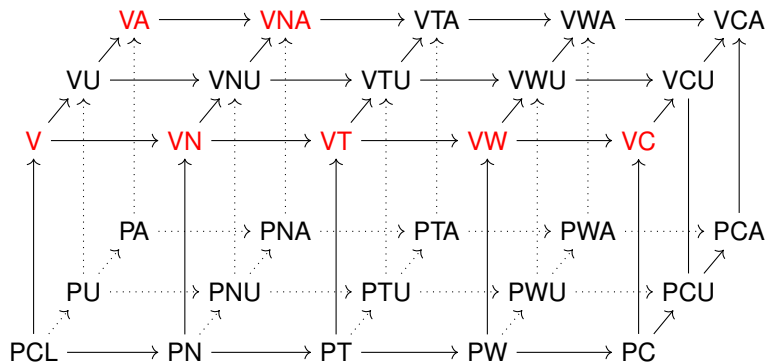 VA VNA VTA VWA VCA
VU VNU VTU VWU VCU
V VN VT VW VC
PA PNA PTA PWA PCA
PU PNU PTU PWU PCU
PCL PN PT PW PC